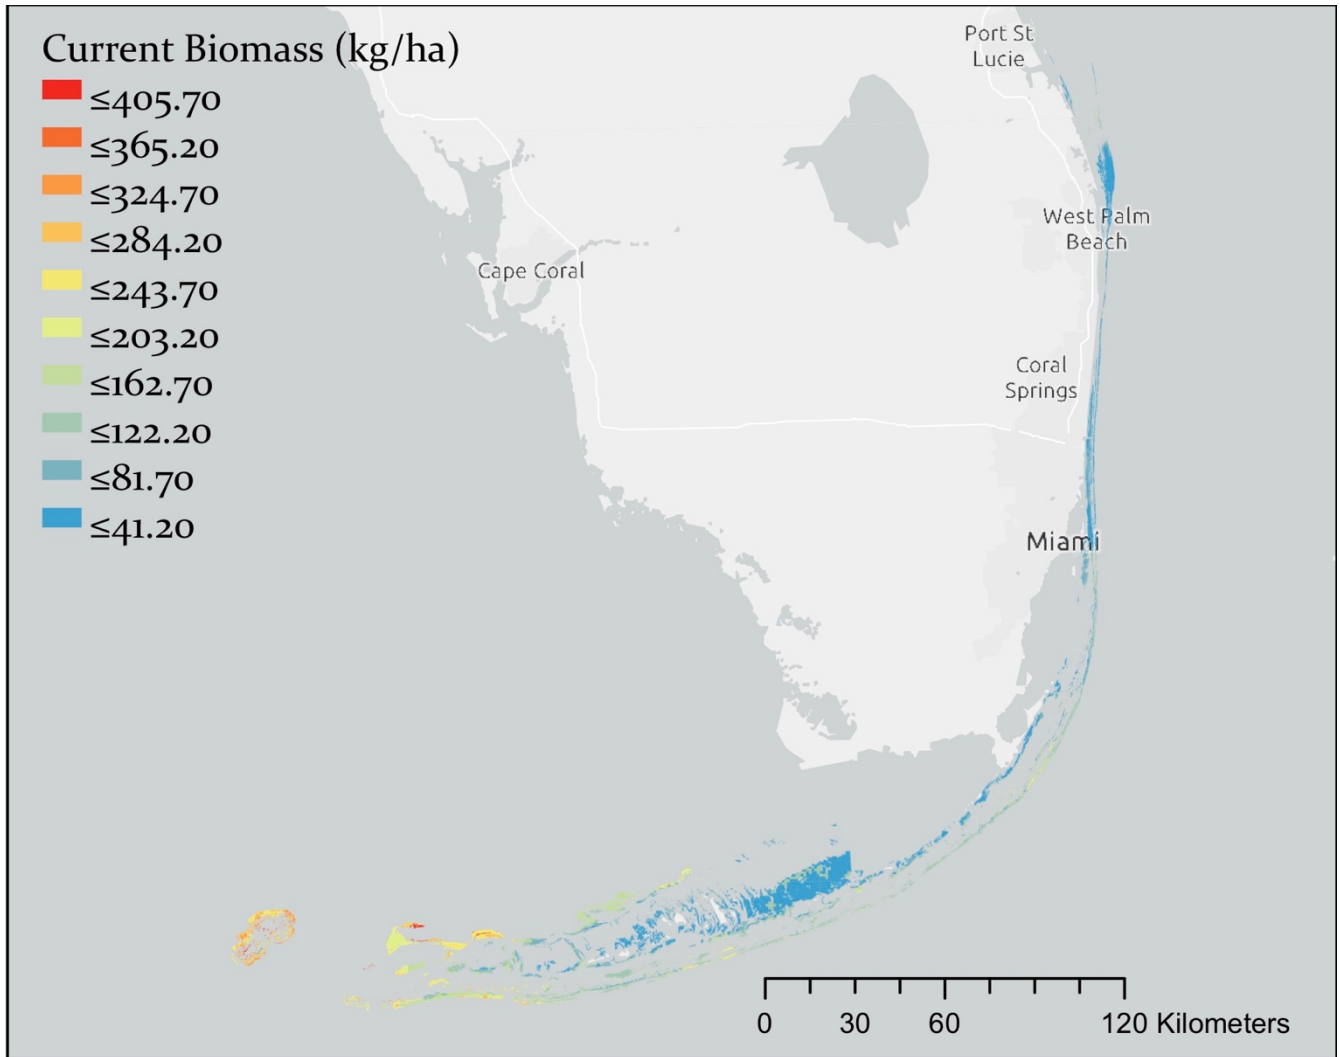 Current Biomass (kg/ha)
≤405.70
≤365.20
≤324.70
≤284.20
≤243.70
≤203.20
≤162.70
≤122.20
≤81.70
≤41.20
Port St
Lucie
West Palm
Beach
Cape Coral
Coral
Springs
Miami
0 30 60 120 Kilometers